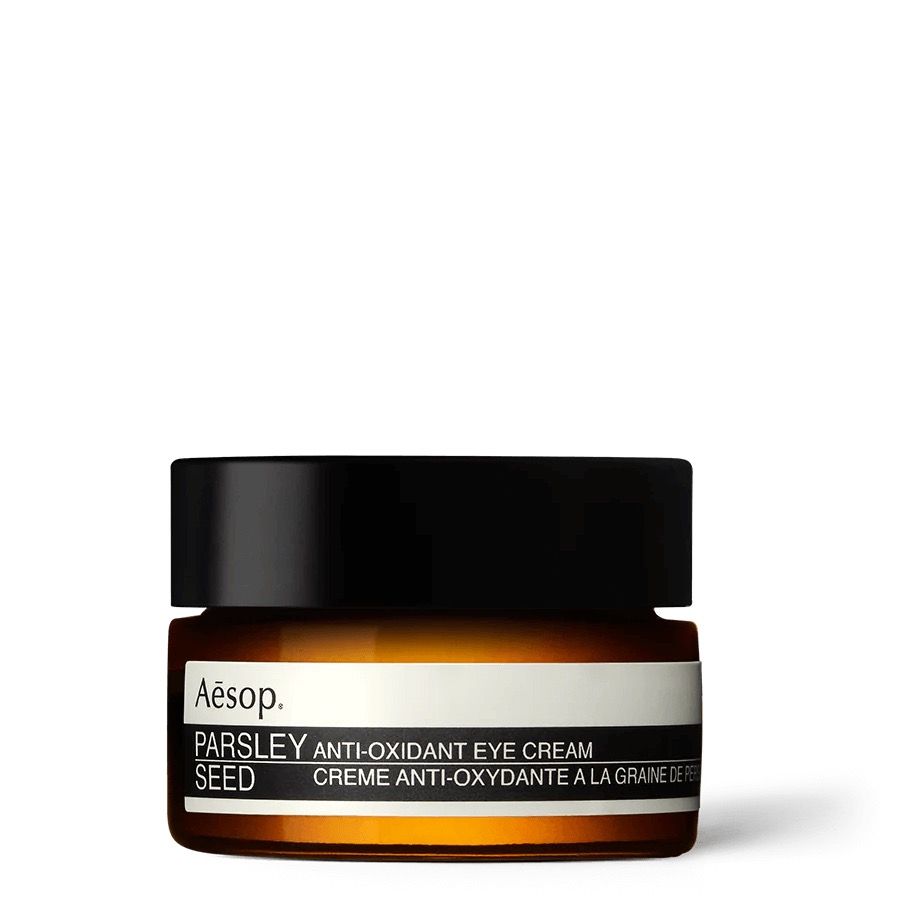 Aēsop®
PARSLEY SEED
ANTI-OXIDANT EYE CREAM
CREME ANTI-OXYDANTE A LA GRAINE DE